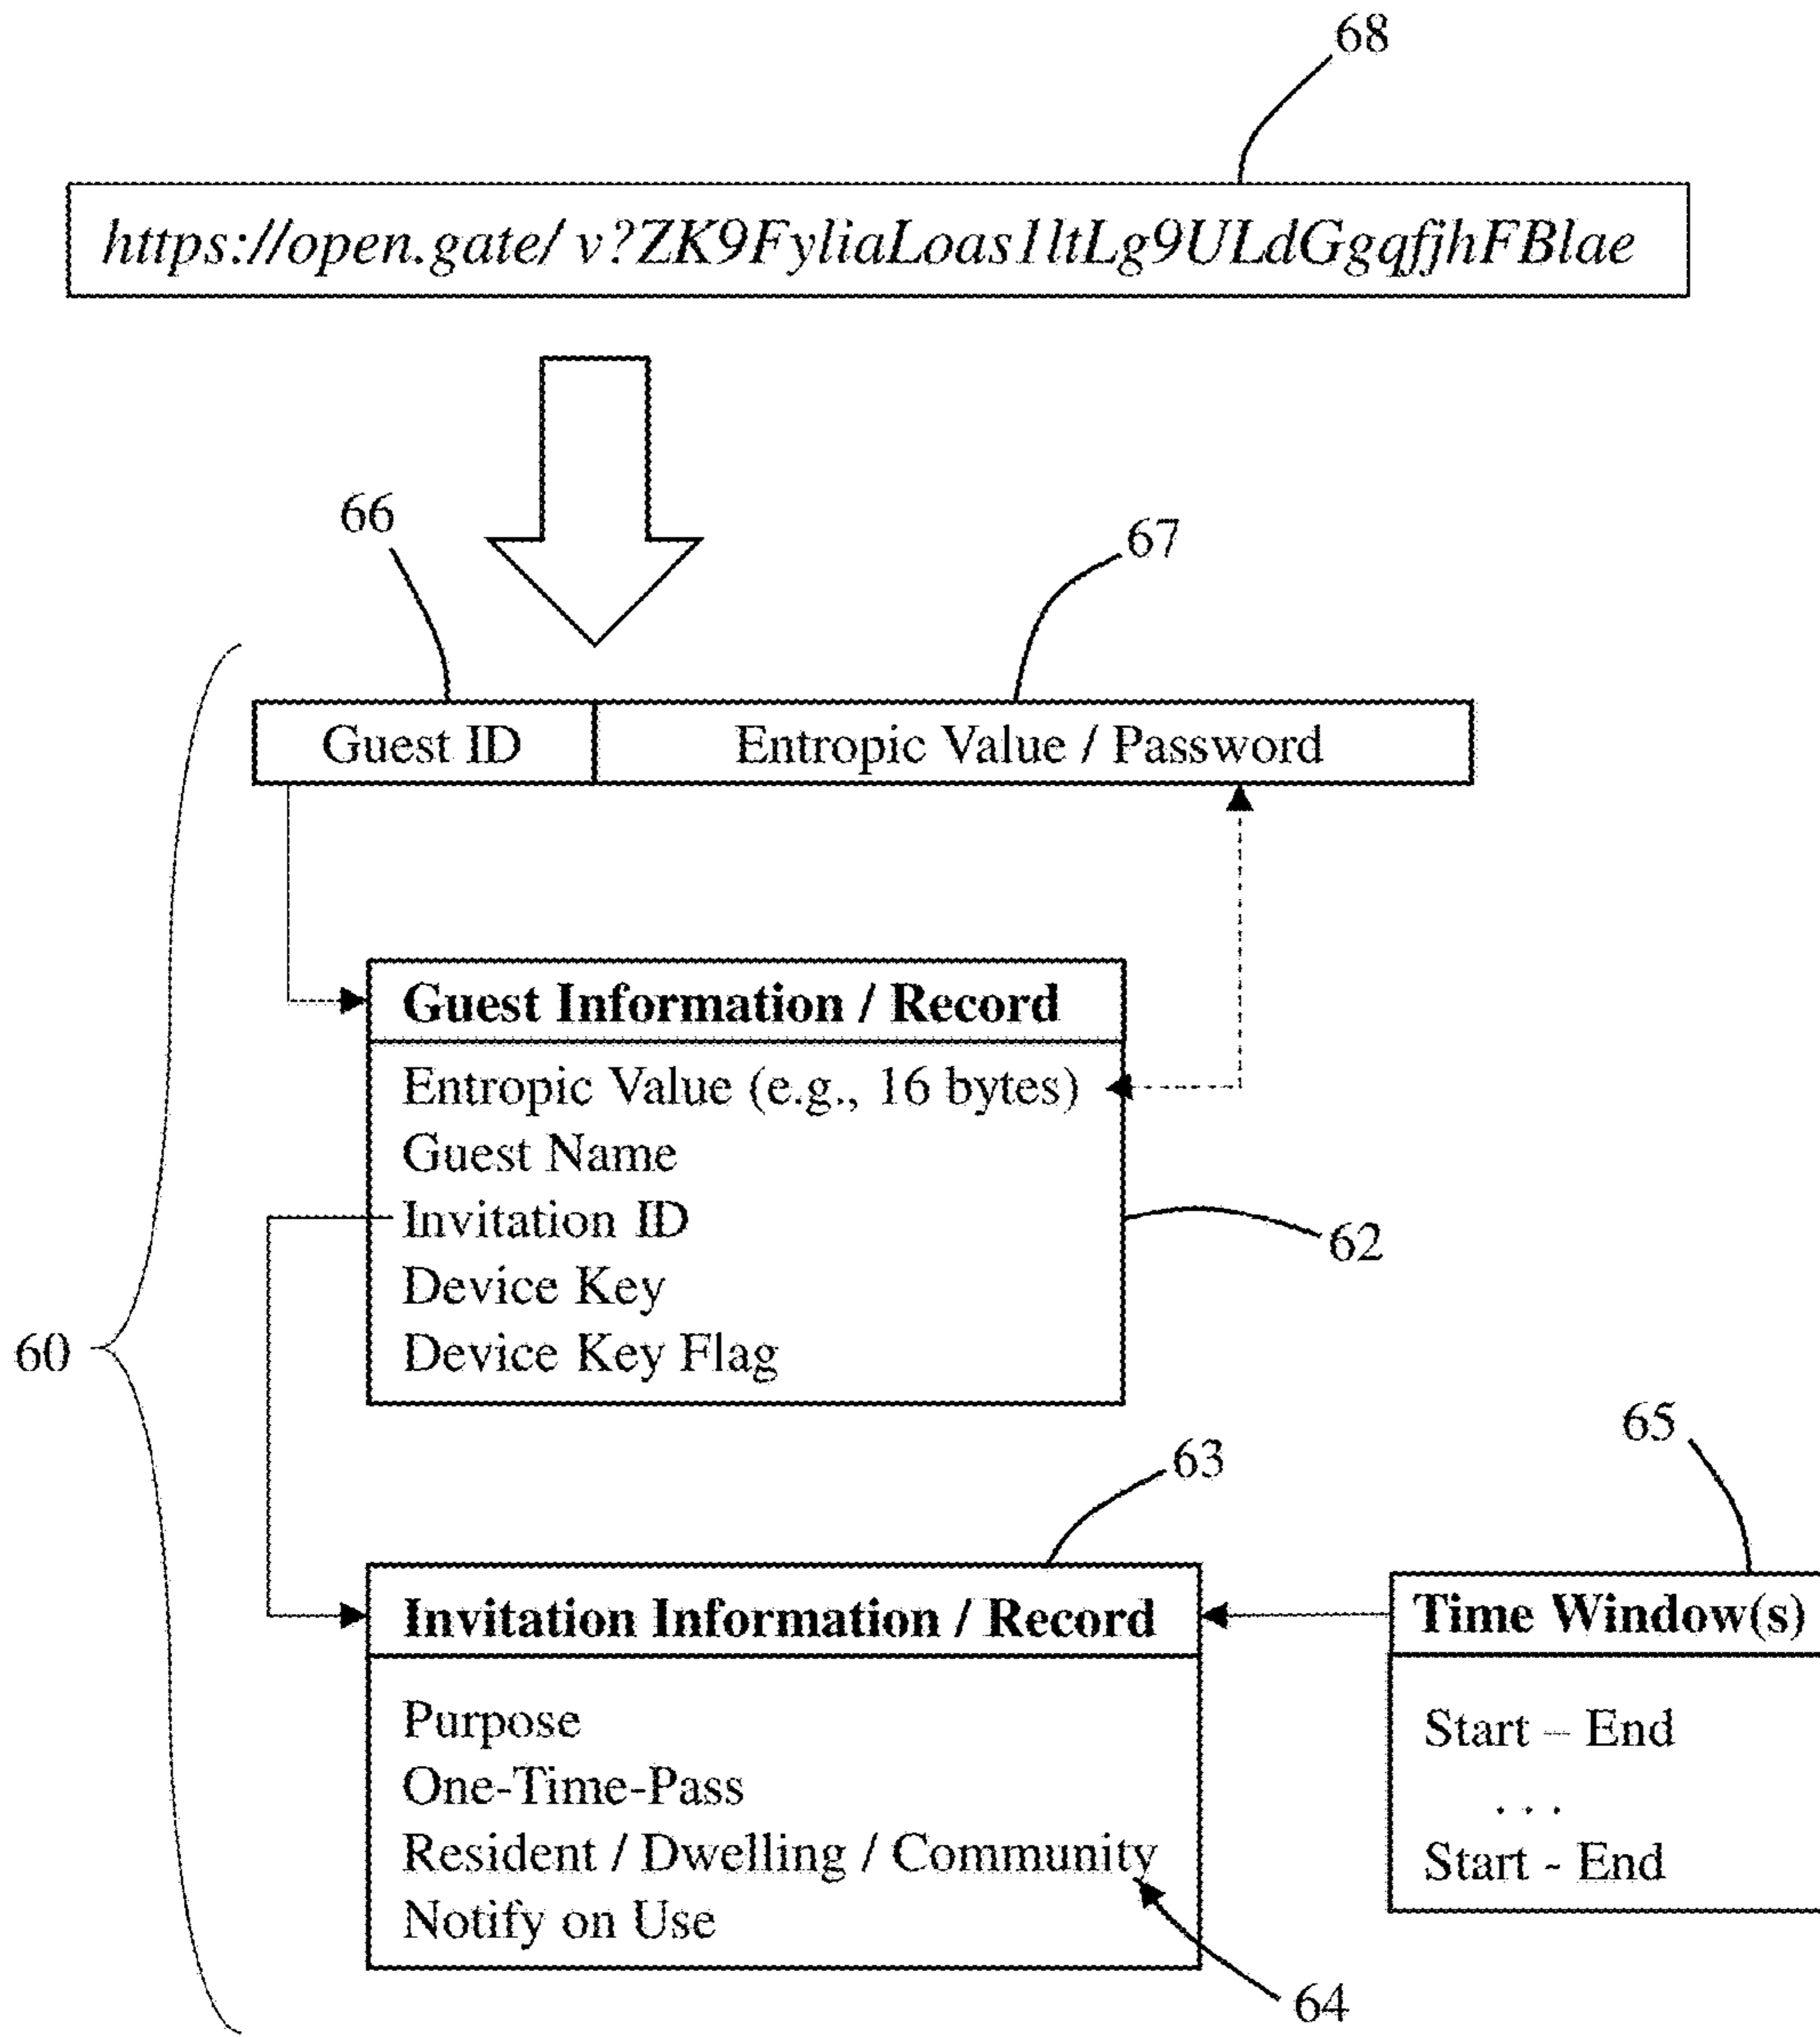 68
https://open.gate/ v?ZK9FyliaLoas1ltLg9ULdGgqfjhFBlae
66
67
Guest ID
Entropic Value / Password
Guest Information / Record
Entropic Value (e.g., 16 bytes)
Guest Name
Invitation ID
62
Device Key
Device Key Flag
60
65
63
Invitation Information / Record
Time Window(s)
Purpose
Start – End
One-Time-Pass
. . .
Resident / Dwelling / Community
Start - End
Notify on Use
64